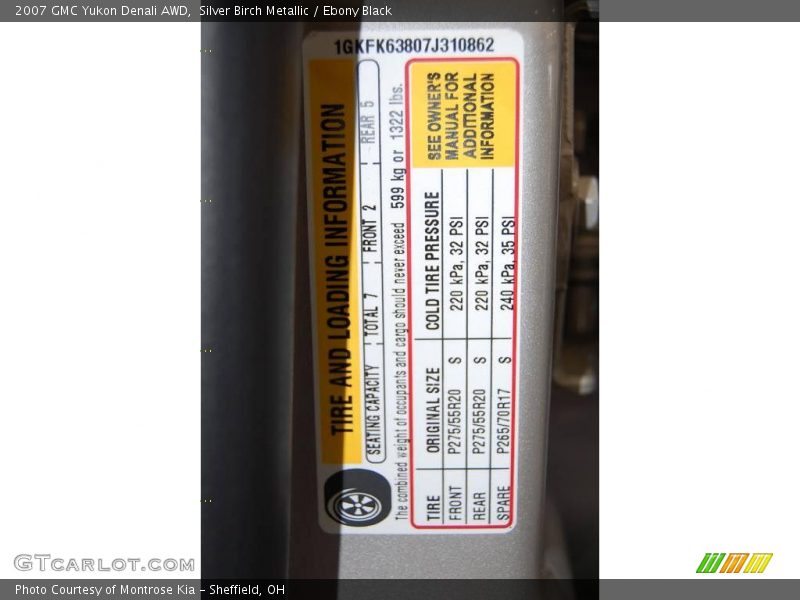 2007 GMC Yukon Denali AWD, Silver Birch Metallic / Ebony Black
1GKFK63807J310862
TIRE AND LOADING INFORMATION
SEATING CAPACITY TOTAL 7 FRONT 2 REAR 5
The combined weight of occupants and cargo should never exceed 599 kg or 1322 lbs.
TIRE ORIGINAL SIZE COLD TIRE PRESSURE
FRONT P275/55R20 S 220 kPa, 32 PSI
REAR P275/55R20 S 220 kPa, 32 PSI
SPARE P265/70R17 S 240 kPa, 35 PSI
SEE OWNER'S
MANUAL FOR
ADDITIONAL
INFORMATION
GTCARLOT.COM
Photo Courtesy of Montrose Kia – Sheffield, OH